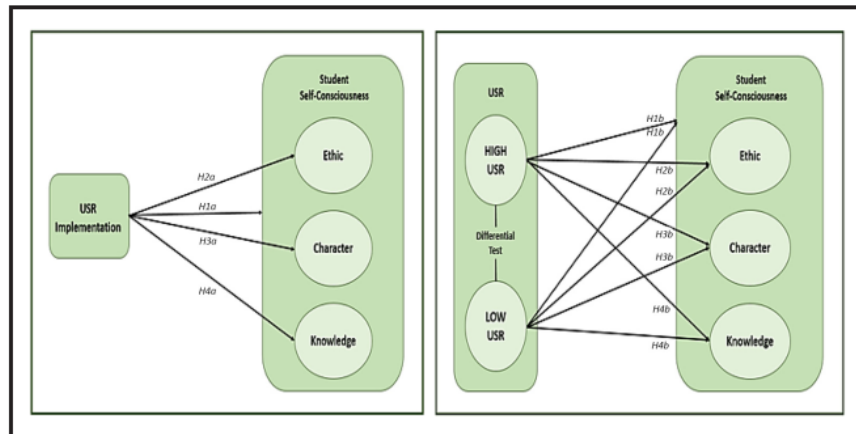 Student
Self-Consciousness
Ethic
H2a
USR
Implementation
H1a
H3a
Character
H4a
Knowledge
USR
Student
Self-Consciousness
H1b
H1b
HIGH
USR
Ethic
H2b
H2b
Differential
Test
H3b
Character
H3b
LOW
USR
H4b
Knowledge
H4b